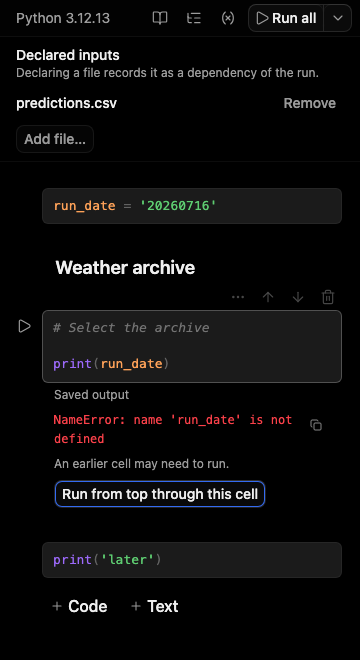 Python 3.12.13
Run all
Declared inputs
Declaring a file records it as a dependency of the run.
predictions.csv
Remove
Add file...
run_date = '20260716'
Weather archive
# Select the archive
print(run_date)
Saved output
NameError: name 'run_date' is not
defined
An earlier cell may need to run.
Run from top through this cell
print('later')
+ Code
+ Text